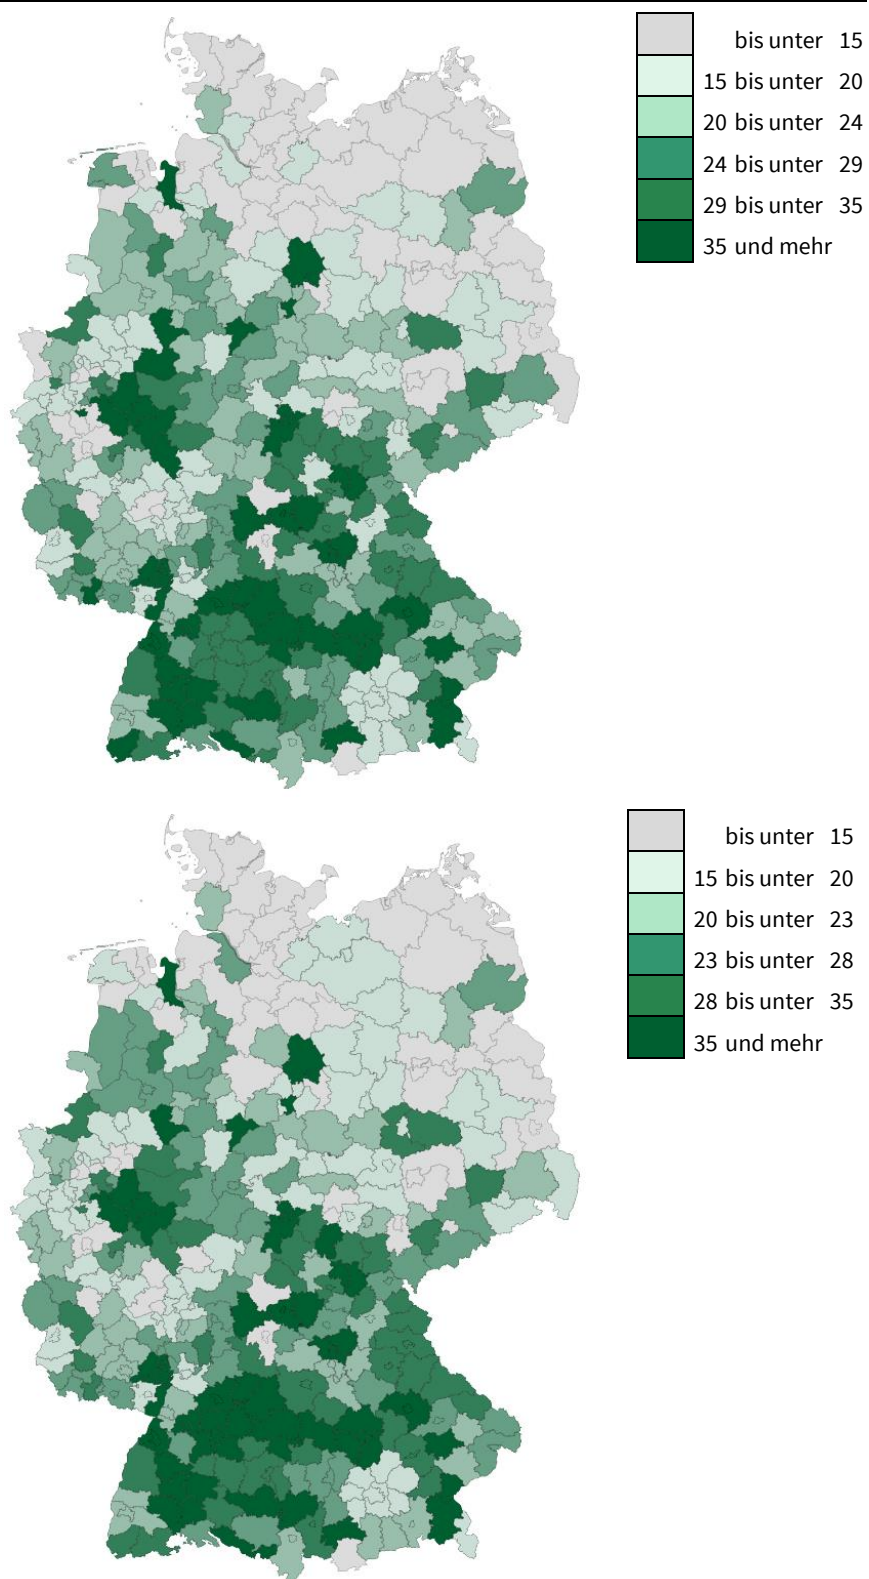 bis unter 15
15 bis unter 20
20 bis unter 24
24 bis unter 29
29 bis unter 35
35 und mehr
bis unter 15
15 bis unter 20
20 bis unter 23
23 bis unter 28
28 bis unter 35
35 und mehr